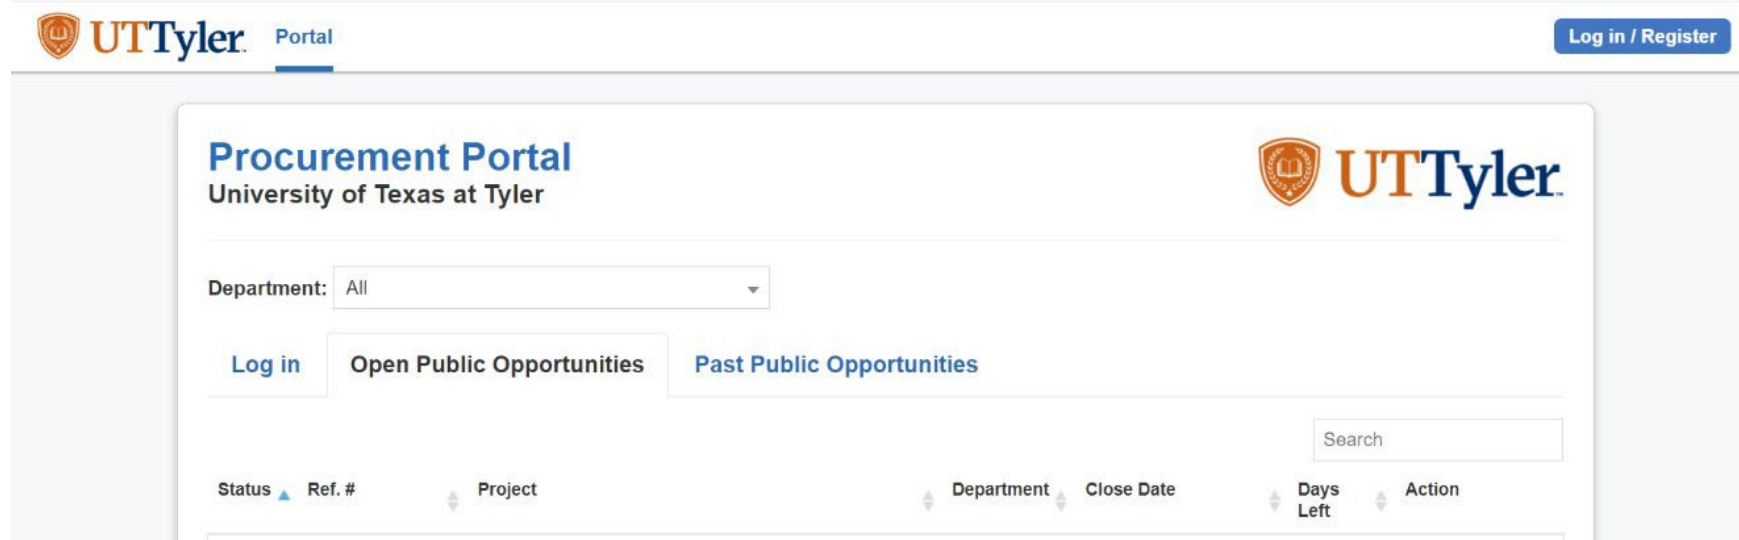 UTTyler Portal Log in / Register
Procurement Portal
University of Texas at Tyler
UTTyler
Department: All
Log in Open Public Opportunities Past Public Opportunities
Search
Status Ref. # Project Department Close Date Days Left Action